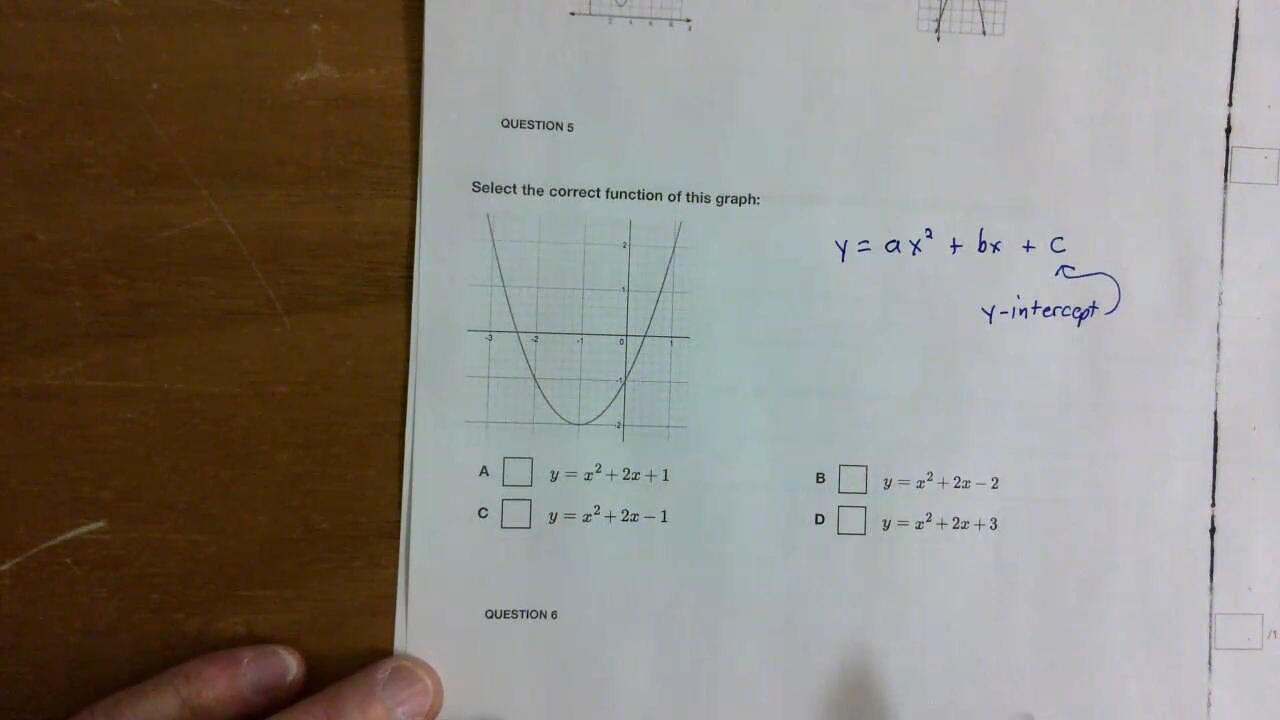 QUESTION 5
Select the correct function of this graph:
y = ax² + bx + c
y-intercept
2
1
-3 -2 -1 0 1
-1
-2
A y = x² + 2x + 1
B y = x² + 2x − 2
C y = x² + 2x − 1
D y = x² + 2x + 3
QUESTION 6
/1